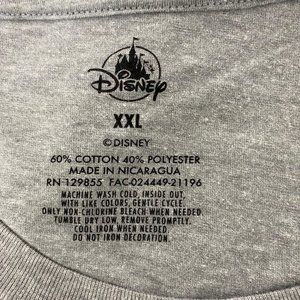 Disney
XXL
©DISNEY
60% COTTON 40% POLYESTER
MADE IN NICARAGUA
RN 129855 FAC-024449-21196
MACHINE WASH COLD, INSIDE OUT,
WITH LIKE COLORS, GENTLE CYCLE.
ONLY NON-CHLORINE BLEACH WHEN NEEDED.
TUMBLE DRY LOW, REMOVE PROMPTLY.
COOL IRON WHEN NEEDED
DO NOT IRON DECORATION.